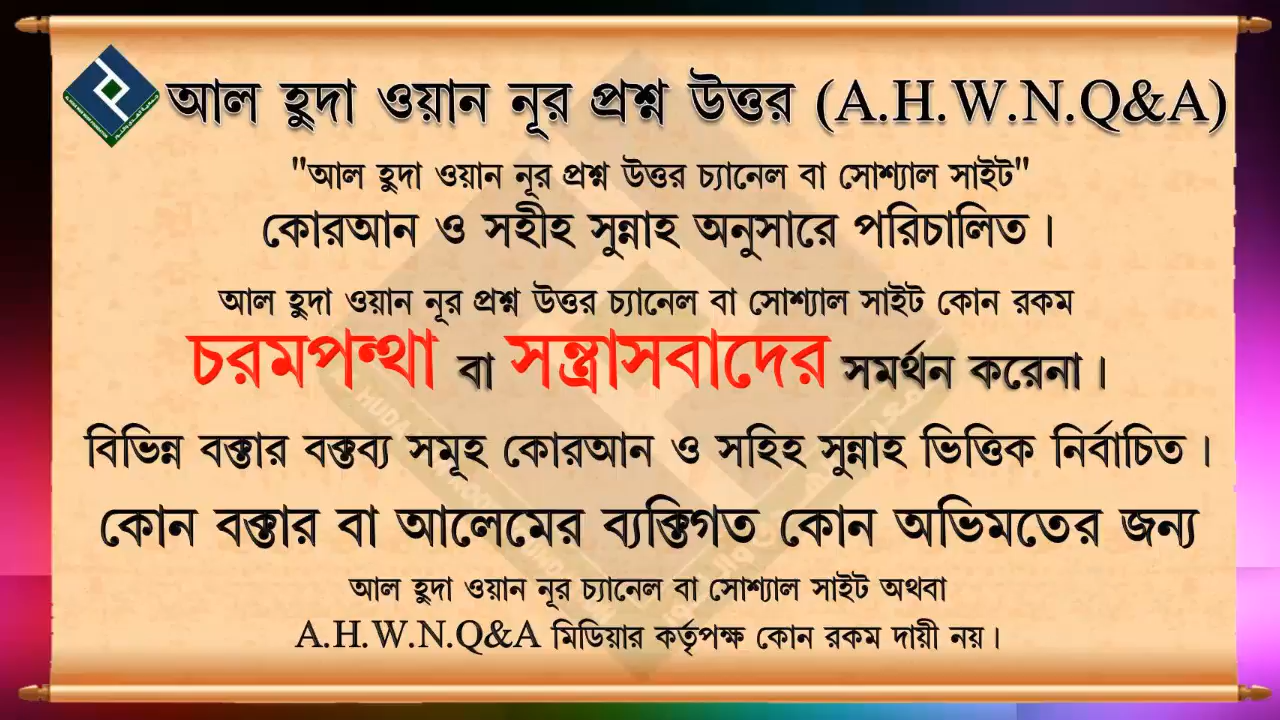 আল হুদা ওয়ান নূর প্রশ্ন উত্তর (A.H.W.N.Q&A)
"আল হুদা ওয়ান নূর প্রশ্ন উত্তর চ্যানেল বা সোশ্যাল সাইট"
কোরআন ও সহীহ সুন্নাহ অনুসারে পরিচালিত।
আল হুদা ওয়ান নূর প্রশ্ন উত্তর চ্যানেল বা সোশ্যাল সাইট কোন রকম
চরমপন্থা বা সন্ত্রাসবাদের সমর্থন করেনা।
বিভিন্ন বক্তার বক্তব্য সমূহ কোরআন ও সহিহ সুন্নাহ ভিত্তিক নির্বাচিত।
কোন বক্তার বা আলেমের ব্যক্তিগত কোন অভিমতের জন্য
আল হুদা ওয়ান নূর চ্যানেল বা সোশ্যাল সাইট অথবা
A.H.W.N.Q&A মিডিয়ার কর্তৃপক্ষ কোন রকম দায়ী নয়।